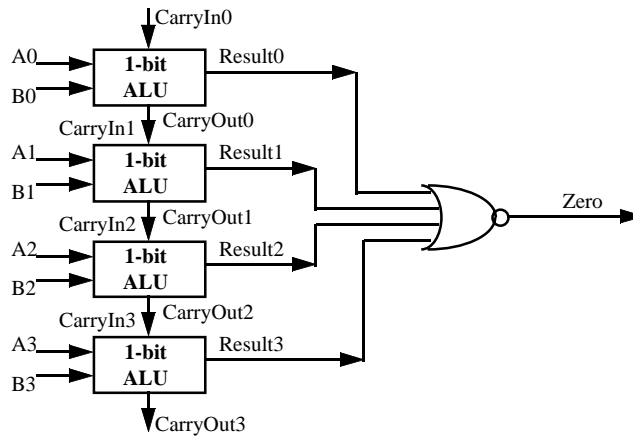 CarryIn0
A0
B0
1-bit
ALU
Result0
CarryIn1
CarryOut0
A1
B1
1-bit
ALU
Result1
CarryIn2
CarryOut1
A2
B2
1-bit
ALU
Result2
CarryIn3
CarryOut2
A3
B3
1-bit
ALU
Result3
CarryOut3
Zero